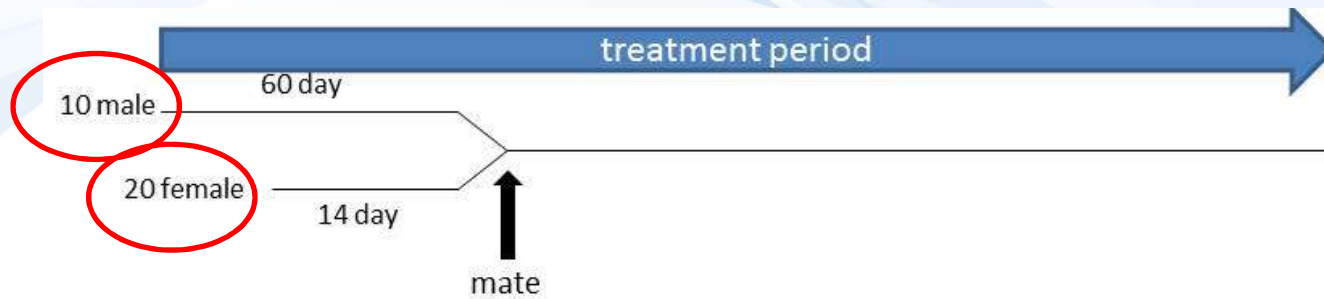 treatment period
60 day
10 male
20 female
14 day
mate